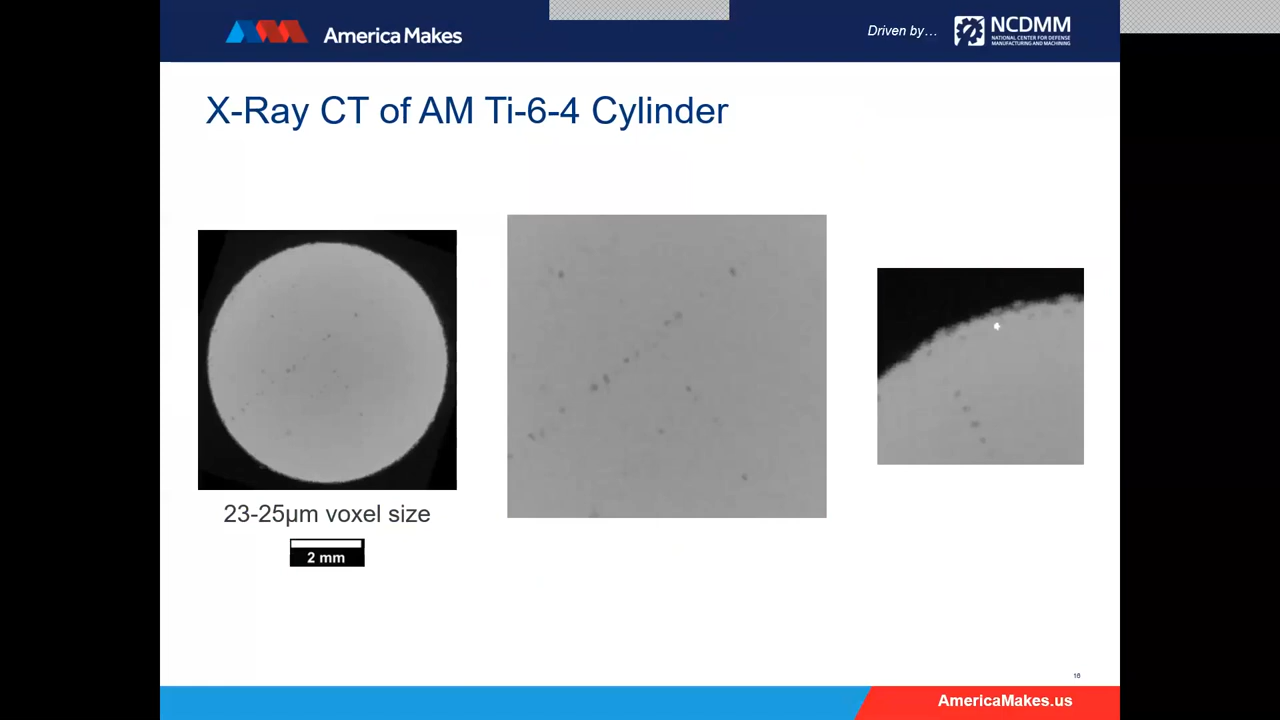 America Makes
Driven by…
NCDMM
NATIONAL CENTER FOR DEFENSE
MANUFACTURING AND MACHINING
X-Ray CT of AM Ti-6-4 Cylinder
23-25µm voxel size
2 mm
16
AmericaMakes.us